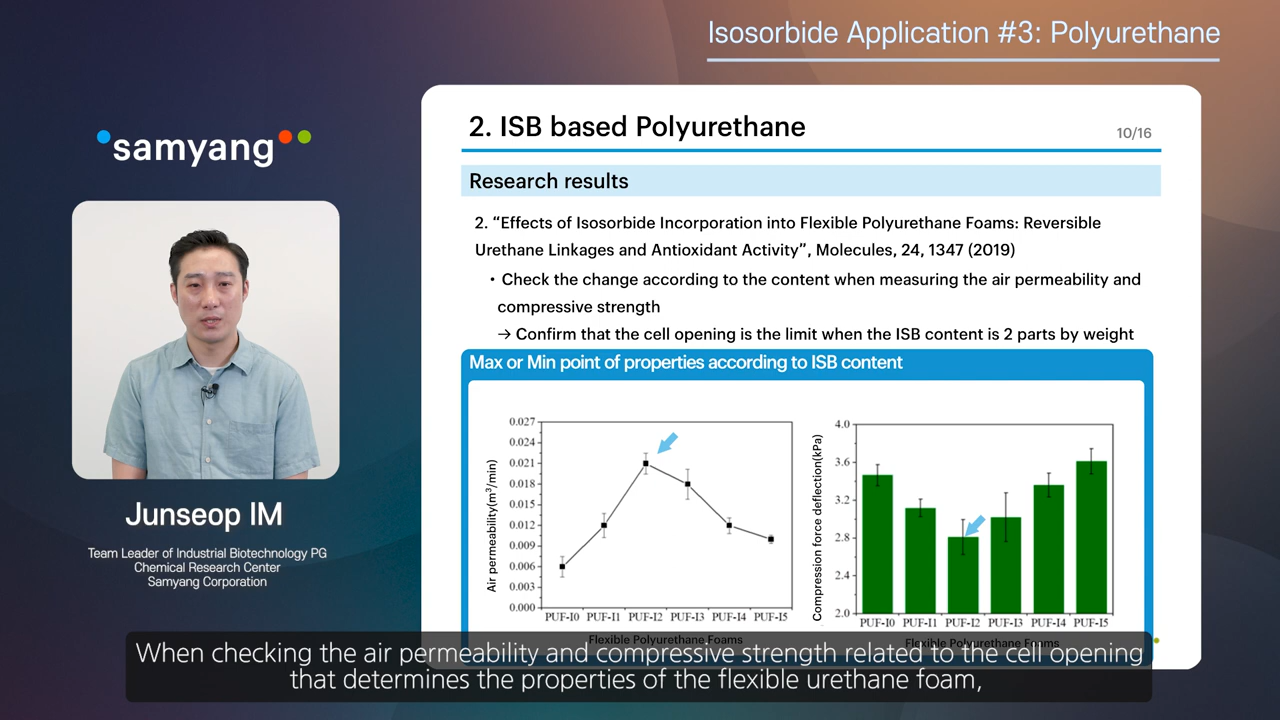 Isosorbide Application #3: Polyurethane
samyang
2. ISB based Polyurethane
10/16
Research results
2. “Effects of Isosorbide Incorporation into Flexible Polyurethane Foams: Reversible
Urethane Linkages and Antioxidant Activity”, Molecules, 24, 1347 (2019)
• Check the change according to the content when measuring the air permeability and
compressive strength
→ Confirm that the cell opening is the limit when the ISB content is 2 parts by weight
Max or Min point of properties according to ISB content
Air permeability(m³/min)
0.027
0.024
0.021
0.018
0.015
0.012
0.009
0.006
0.003
0.000
PUF-I0 PUF-I1 PUF-I2 PUF-I3 PUF-I4 PUF-I5
Flexible Polyurethane Foams
Compression force deflection(kPa)
4.0
3.6
3.2
2.8
2.4
2.0
PUF-I0 PUF-I1 PUF-I2 PUF-I3 PUF-I4 PUF-I5
Flexible Polyurethane Foams
Junseop IM
Team Leader of Industrial Biotechnology PG
Chemical Research Center
Samyang Corporation
When checking the air permeability and compressive strength related to the cell opening
that determines the properties of the flexible urethane foam,